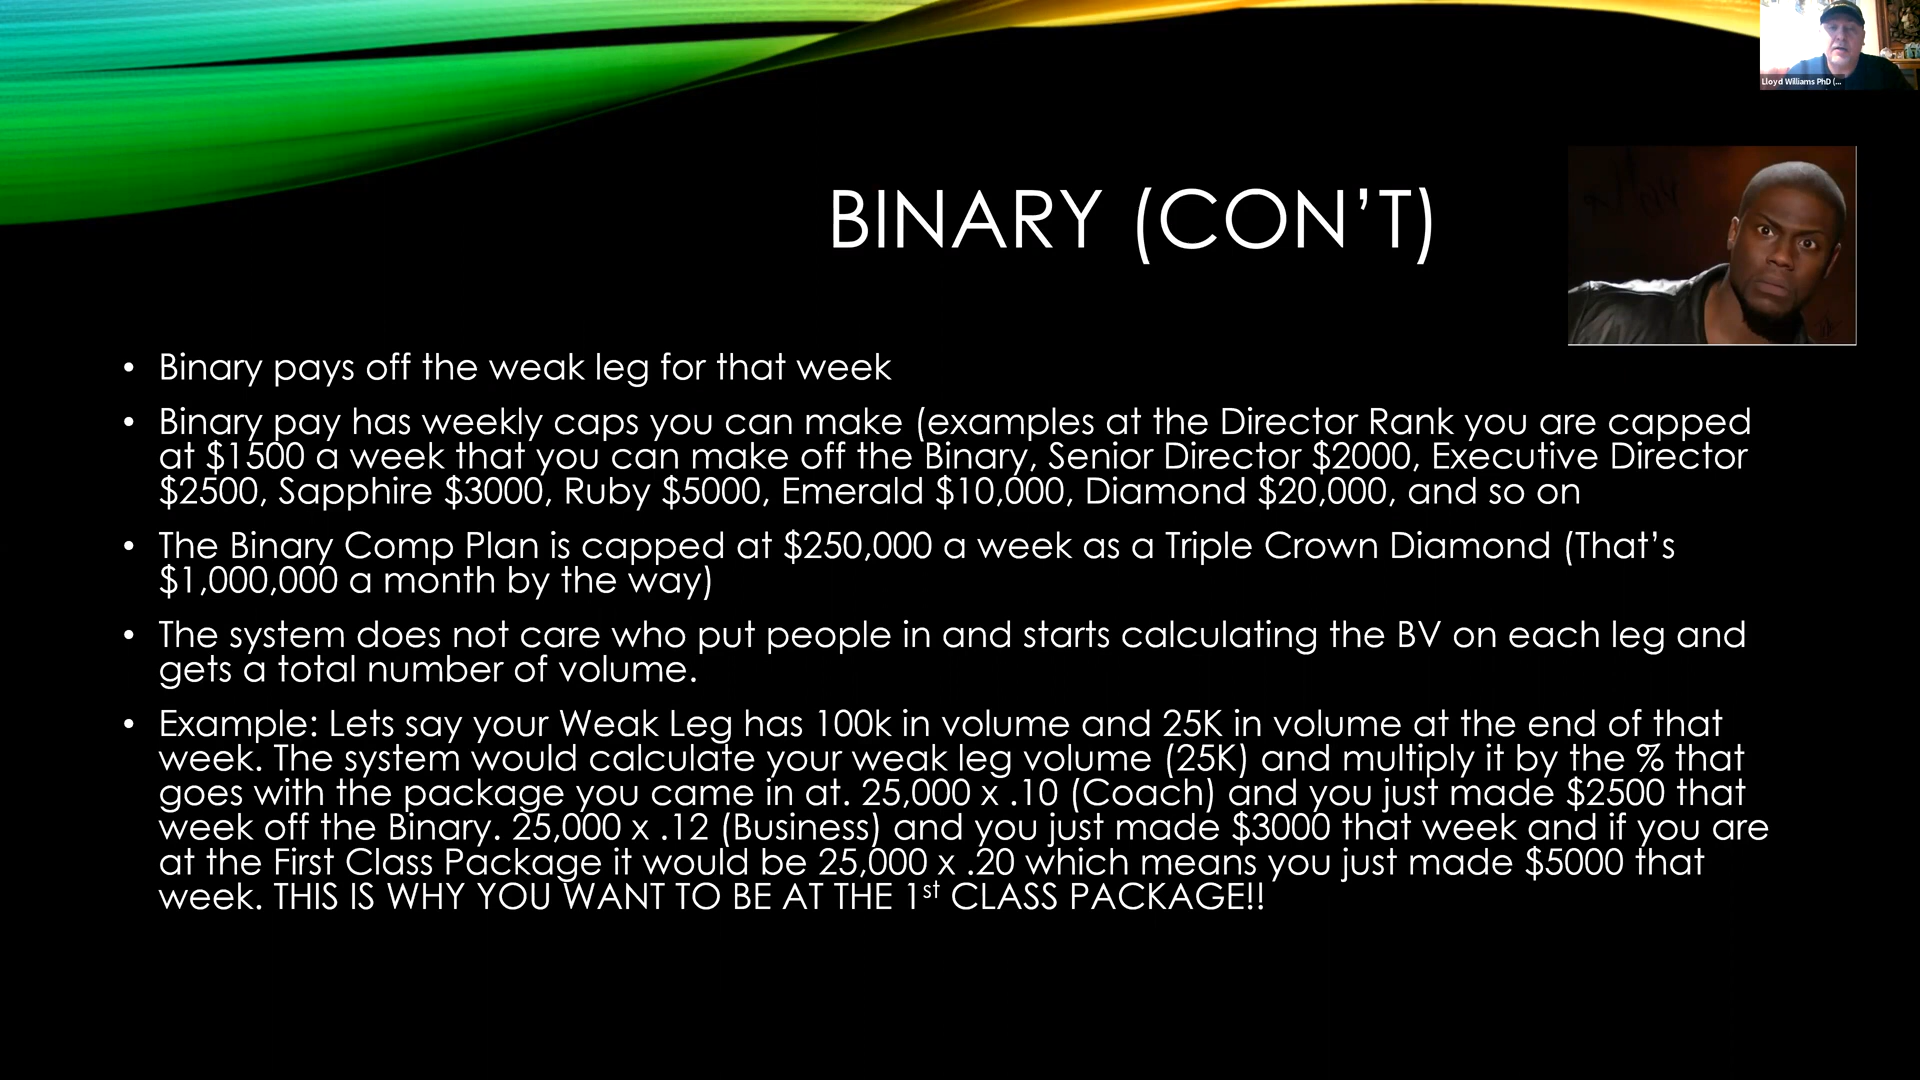 Lloyd Williams PhD (...
BINARY (CON’T)
• Binary pays off the weak leg for that week
• Binary pay has weekly caps you can make (examples at the Director Rank you are capped
at $1500 a week that you can make off the Binary, Senior Director $2000, Executive Director
$2500, Sapphire $3000, Ruby $5000, Emerald $10,000, Diamond $20,000, and so on
• The Binary Comp Plan is capped at $250,000 a week as a Triple Crown Diamond (That’s
$1,000,000 a month by the way)
• The system does not care who put people in and starts calculating the BV on each leg and
gets a total number of volume.
• Example: Lets say your Weak Leg has 100k in volume and 25K in volume at the end of that
week. The system would calculate your weak leg volume (25K) and multiply it by the % that
goes with the package you came in at. 25,000 x .10 (Coach) and you just made $2500 that
week off the Binary. 25,000 x .12 (Business) and you just made $3000 that week and if you are
at the First Class Package it would be 25,000 x .20 which means you just made $5000 that
week. THIS IS WHY YOU WANT TO BE AT THE 1st CLASS PACKAGE!!